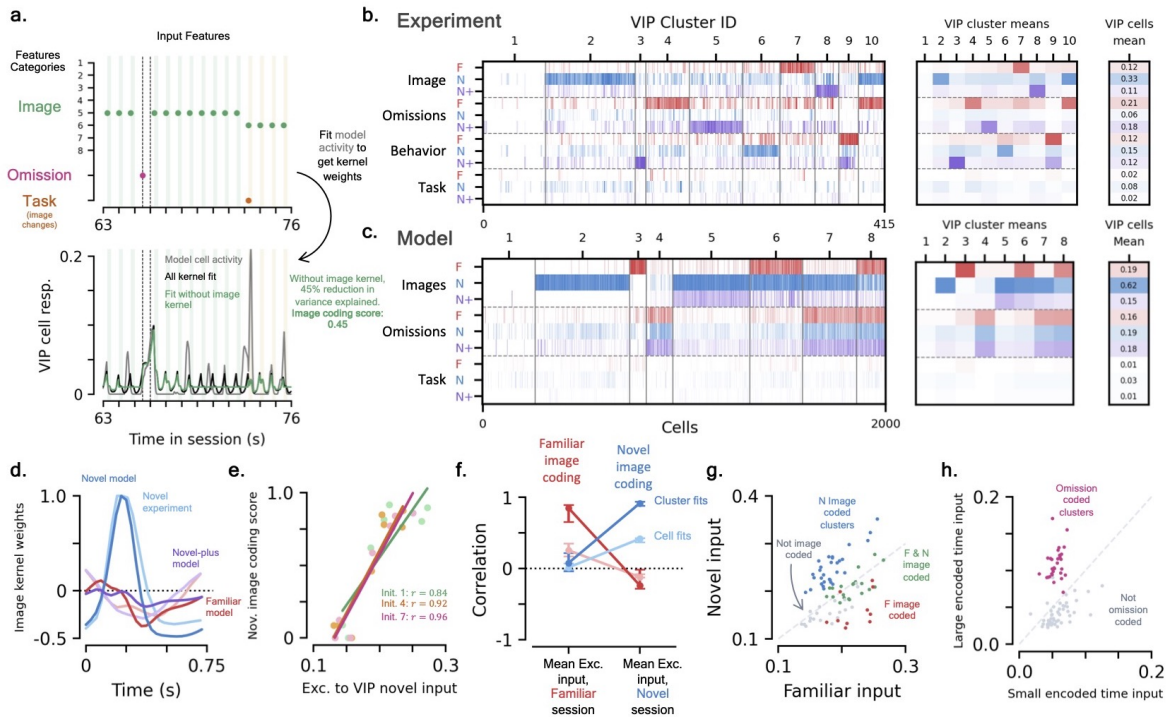 a.
Input Features
Features
Categories
1
2
3
4
5
6
7
8
Image
Omission
Task
(image
changes)
63
76
Fit model
activity to
get kernel
weights
0.2
0
VIP cell resp.
Model cell activity
All kernel fit
Fit without image
kernel
Without image kernel,
45% reduction in
variance explained.
Image coding score:
0.45
63
76
Time in session (s)
b.
Experiment
VIP Cluster ID
1 2 3 4 5 6 7 8 9 10
Image
F
N
N+
Omissions
F
N
N+
Behavior
F
N
N+
Task
F
N
N+
0
415
VIP cluster means
1 2 3 4 5 6 7 8 9 10
VIP cells
mean
0.12
0.33
0.11
0.21
0.06
0.18
0.12
0.15
0.12
0.02
0.08
0.02
c.
Model
1 2 3 4 5 6 7 8
Images
F
N
N+
Omissions
F
N
N+
Task
F
N
N+
0
Cells
2000
VIP cluster means
1 2 3 4 5 6 7 8
VIP cells
Mean
0.19
0.62
0.15
0.16
0.19
0.18
0.01
0.03
0.01
d.
Image kernel weights
1.0
0
-0.5
Novel model
Novel
experiment
Novel-plus
model
Familiar
model
0
0.75
Time (s)
e.
Nov. image coding score
1.0
0
Init. 1: r = 0.84
Init. 4: r = 0.92
Init. 7: r = 0.96
0.1
0.3
Exc. to VIP novel input
f.
Familiar
image
coding
Novel
image
coding
Correlation
1
0
-1
Cluster fits
Cell fits
Mean Exc.
input,
Familiar
session
Mean Exc.
input,
Novel
session
g.
Novel input
0.4
0.1
N Image
coded
clusters
Not image
coded
F & N
image
coded
F image
coded
0.1
0.3
Familiar input
h.
Large encoded time input
0.2
0.0
Omission
coded
clusters
Not
omission
coded
0.0
0.2
Small encoded time input